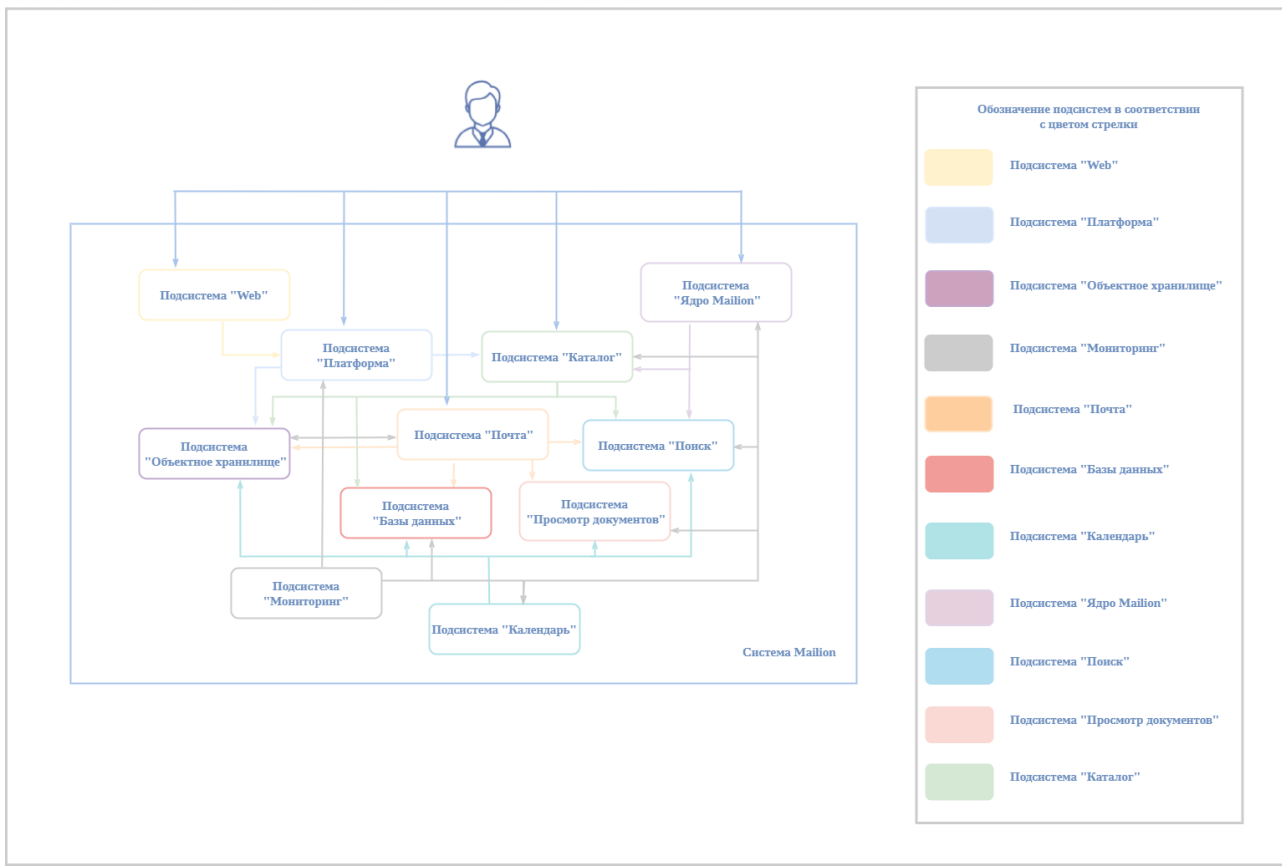 Обозначение подсистем в соответствии
с цветом стрелки
Подсистема "Web"
Подсистема "Платформа"
Подсистема "Объектное хранилище"
Подсистема "Мониторинг"
Подсистема "Почта"
Подсистема "Базы данных"
Подсистема "Календарь"
Подсистема "Ядро Mailion"
Подсистема "Поиск"
Подсистема "Просмотр документов"
Подсистема "Каталог"
Подсистема "Web"
Подсистема
"Ядро Mailion"
Подсистема
"Платформа"
Подсистема "Каталог"
Подсистема
"Объектное хранилище"
Подсистема "Почта"
Подсистема "Поиск"
Подсистема
"Базы данных"
Подсистема
"Просмотр документов"
Подсистема
"Мониторинг"
Подсистема "Календарь"
Система Mailion